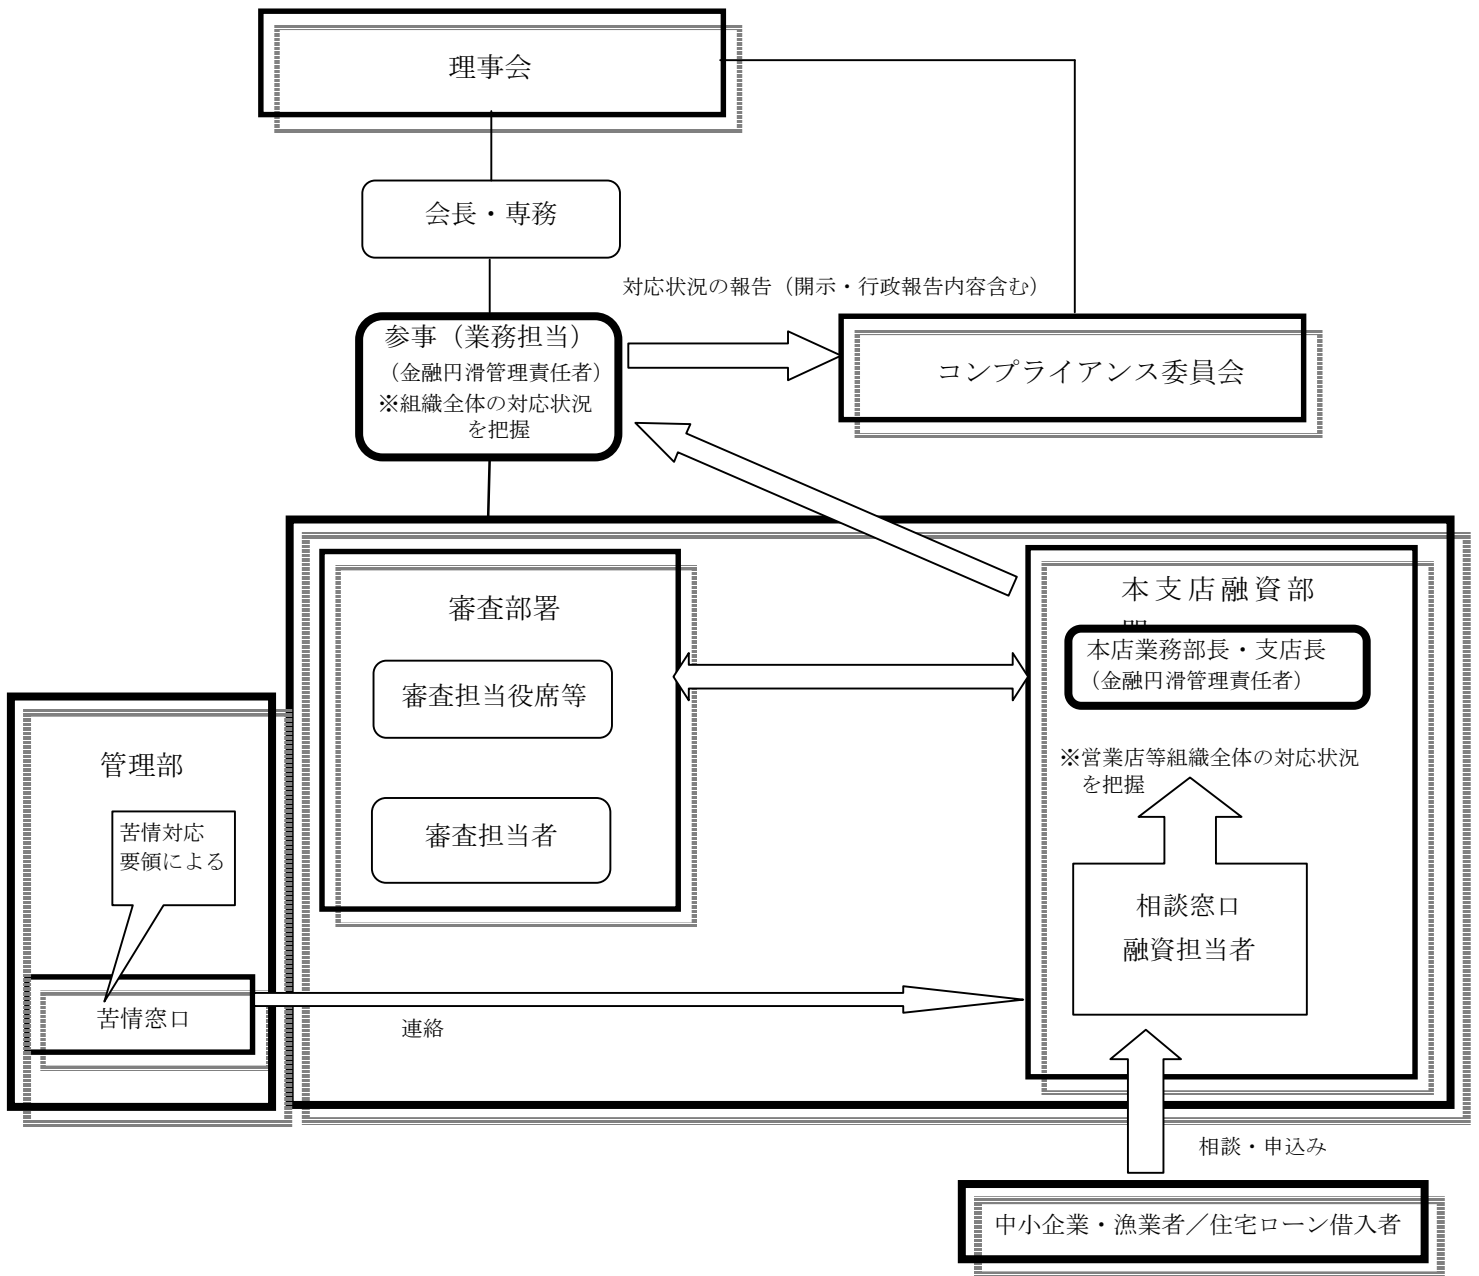 理事会
会長・専務
対応状況の報告（開示・行政報告内容含む）
参事（業務担当）
（金融円滑管理責任者）
※組織全体の対応状況
を把握
コンプライアンス委員会
審査部署
審査担当役席等
審査担当者
本支店融資部
本店業務部長・支店長
（金融円滑管理責任者）
※営業店等組織全体の対応状況
を把握
相談窓口
融資担当者
管理部
苦情対応
要領による
苦情窓口
連絡
相談・申込み
中小企業・漁業者／住宅ローン借入者